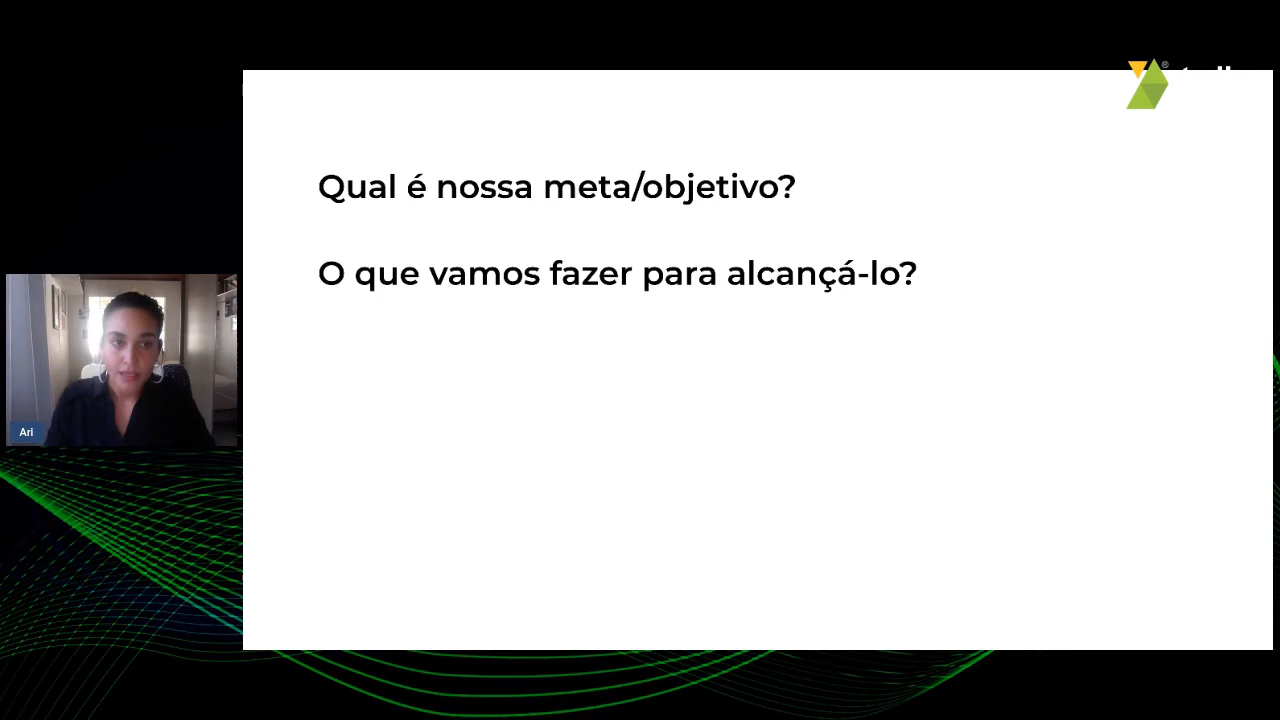 Qual é nossa meta/objetivo?
O que vamos fazer para alcançá-lo?
Ari